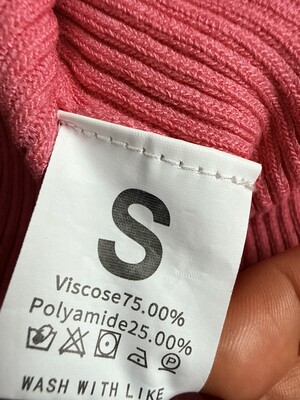 S
Viscose75.00%
Polyamide25.00%
WASH WITH LIKE